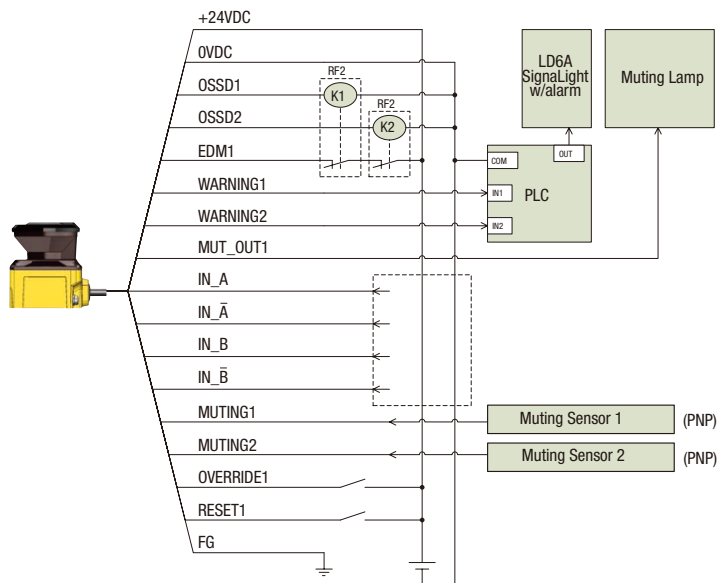 +24VDC
0VDC
OSSD1
OSSD2
EDM1
WARNING1
WARNING2
MUT_OUT1
IN_A
IN_A̅
IN_B
IN_B̅
MUTING1
MUTING2
OVERRIDE1
RESET1
FG
RF2
K1
RF2
K2
LD6A
SignaLight
w/alarm
Muting Lamp
COM
OUT
IN1
PLC
IN2
Muting Sensor 1
(PNP)
Muting Sensor 2
(PNP)